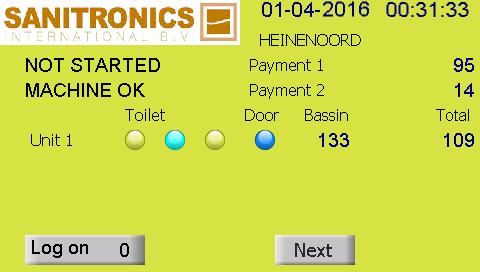 SANITRONICS
INTERNATIONAL B.V.
01-04-2016 00:31:33
HEINENOORD
NOT STARTED Payment 1 95
MACHINE OK Payment 2 14
Toilet Door Bassin Total
Unit 1 133 109
Log on 0 Next